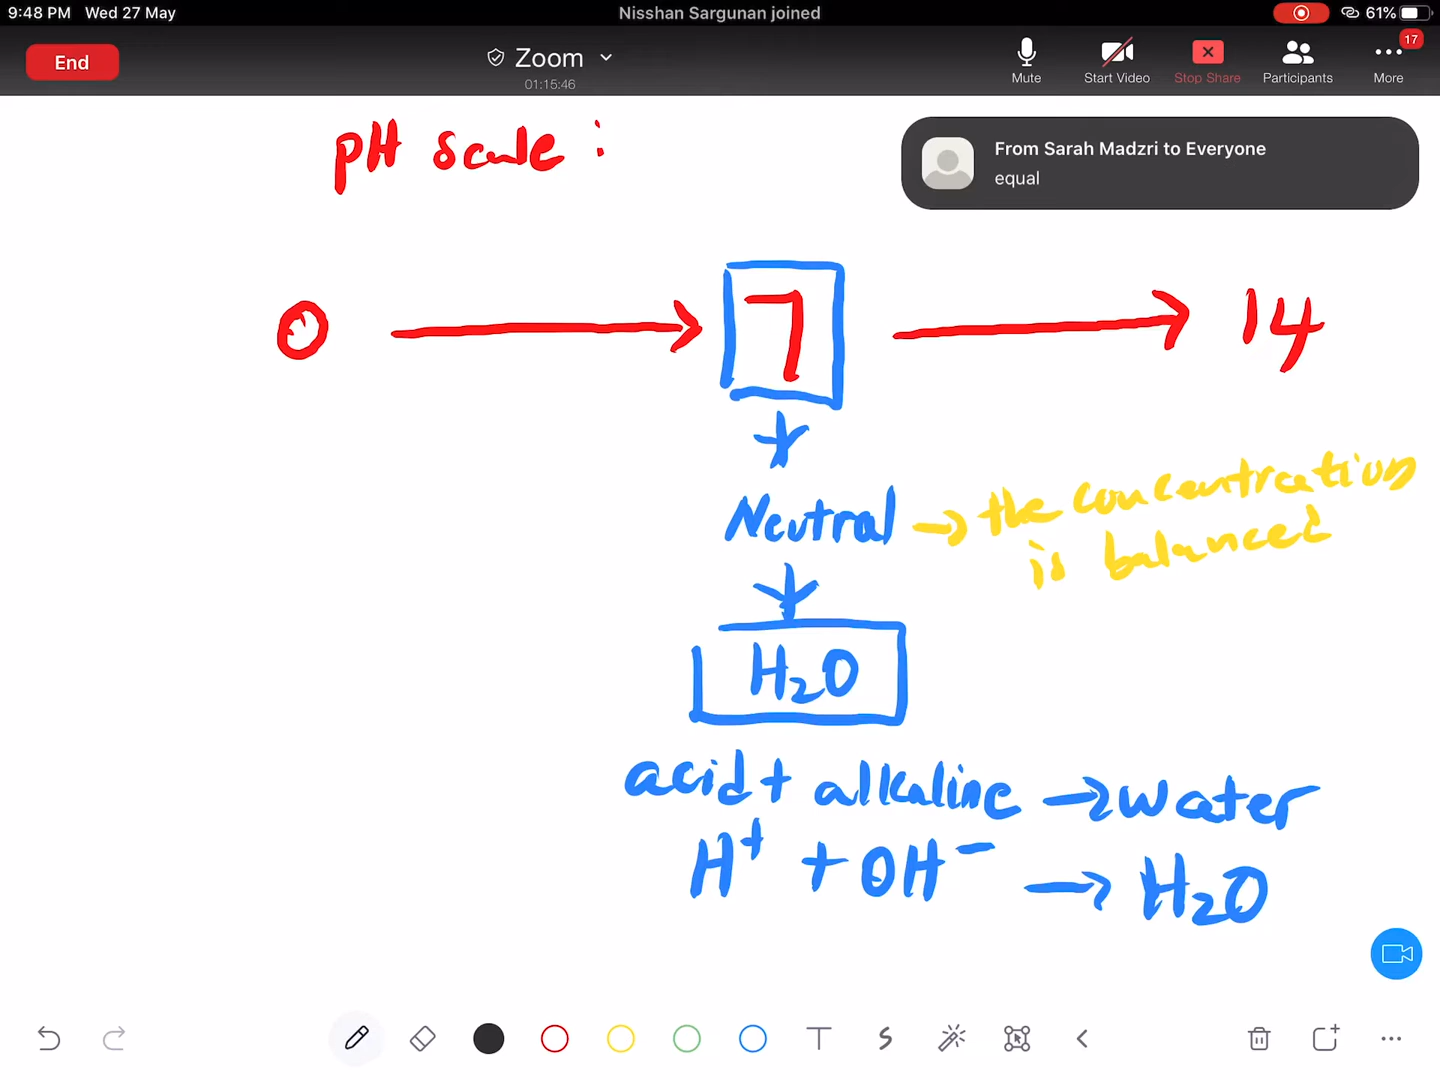 9:48 PM Wed 27 May
Nisshan Sargunan joined
61%
End
Zoom
01:15:46
Mute
Start Video
Stop Share
Participants
More
17
pH scale :
From Sarah Madzri to Everyone
equal
0 → 7 → 14
Neutral → the concentration
is balanced
H₂O
acid + alkaline → water
H⁺ + OH⁻ → H₂O